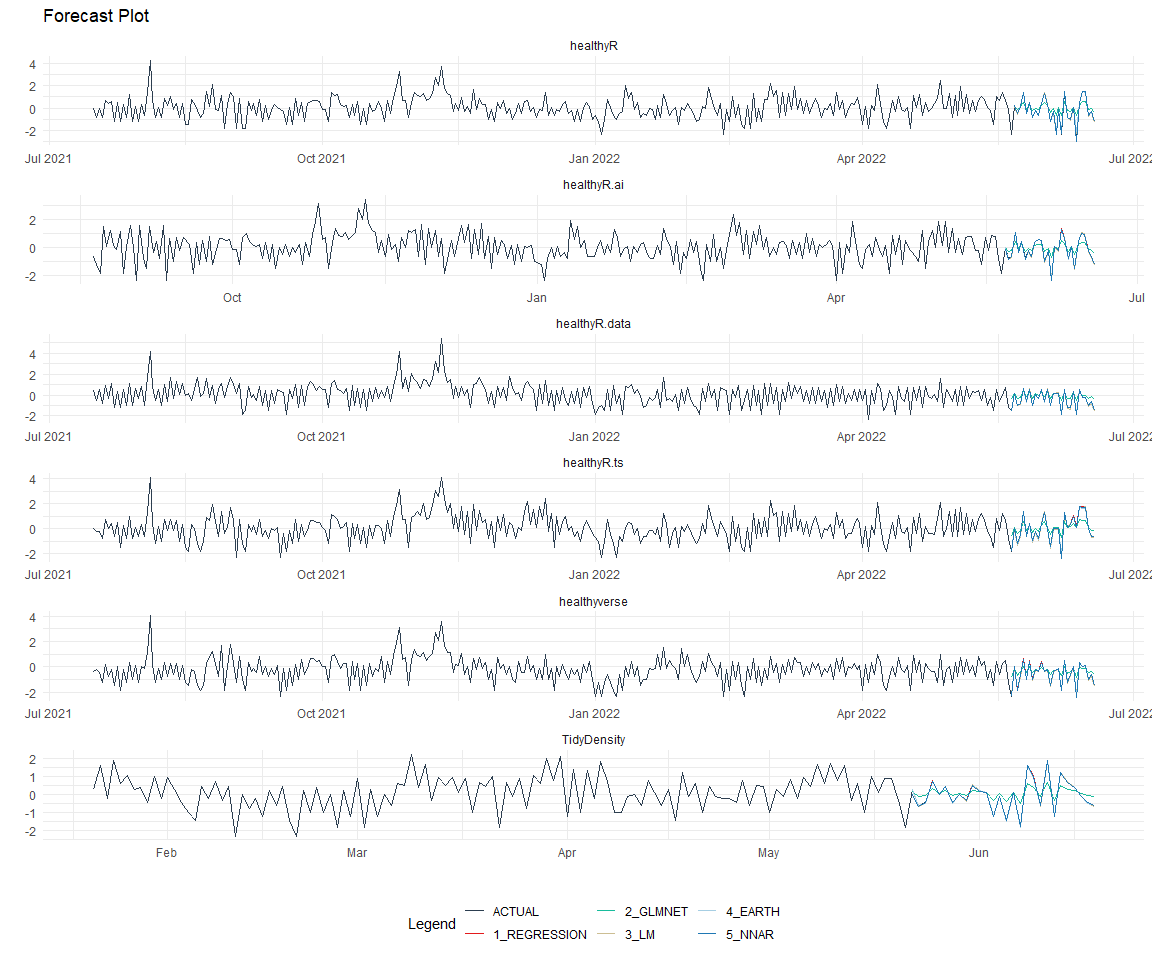 Forecast Plot
healthyR
4
2
0
-2
Jul 2021 Oct 2021 Jan 2022 Apr 2022 Jul 2022
healthyR.ai
2
0
-2
Oct Jan Apr Jul
healthyR.data
4
2
0
-2
Jul 2021 Oct 2021 Jan 2022 Apr 2022 Jul 2022
healthyR.ts
4
2
0
-2
Jul 2021 Oct 2021 Jan 2022 Apr 2022 Jul 2022
healthyverse
4
2
0
-2
Jul 2021 Oct 2021 Jan 2022 Apr 2022 Jul 2022
TidyDensity
2
1
0
-1
-2
Feb Mar Apr May Jun
Legend
ACTUAL 2_GLMNET 4_EARTH
1_REGRESSION 3_LM 5_NNAR